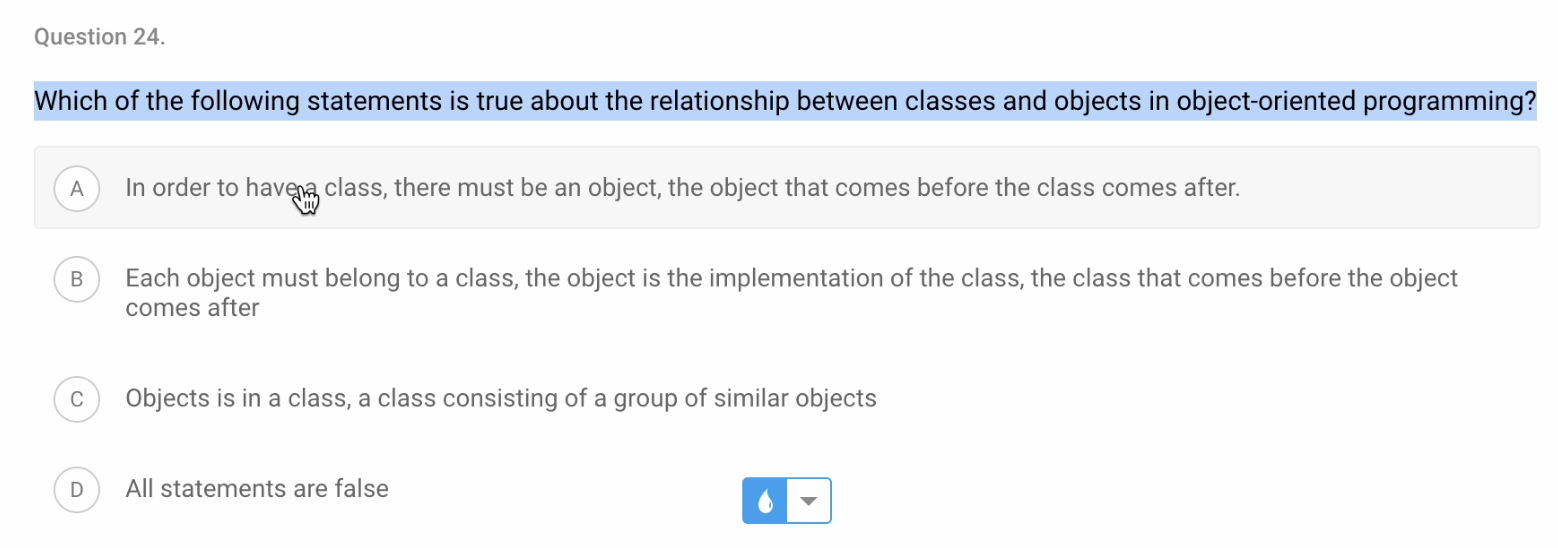 Question 24.
Which of the following statements is true about the relationship between classes and objects in object-oriented programming?
A In order to have a class, there must be an object, the object that comes before the class comes after.
B Each object must belong to a class, the object is the implementation of the class, the class that comes before the object
comes after
C Objects is in a class, a class consisting of a group of similar objects
D All statements are false